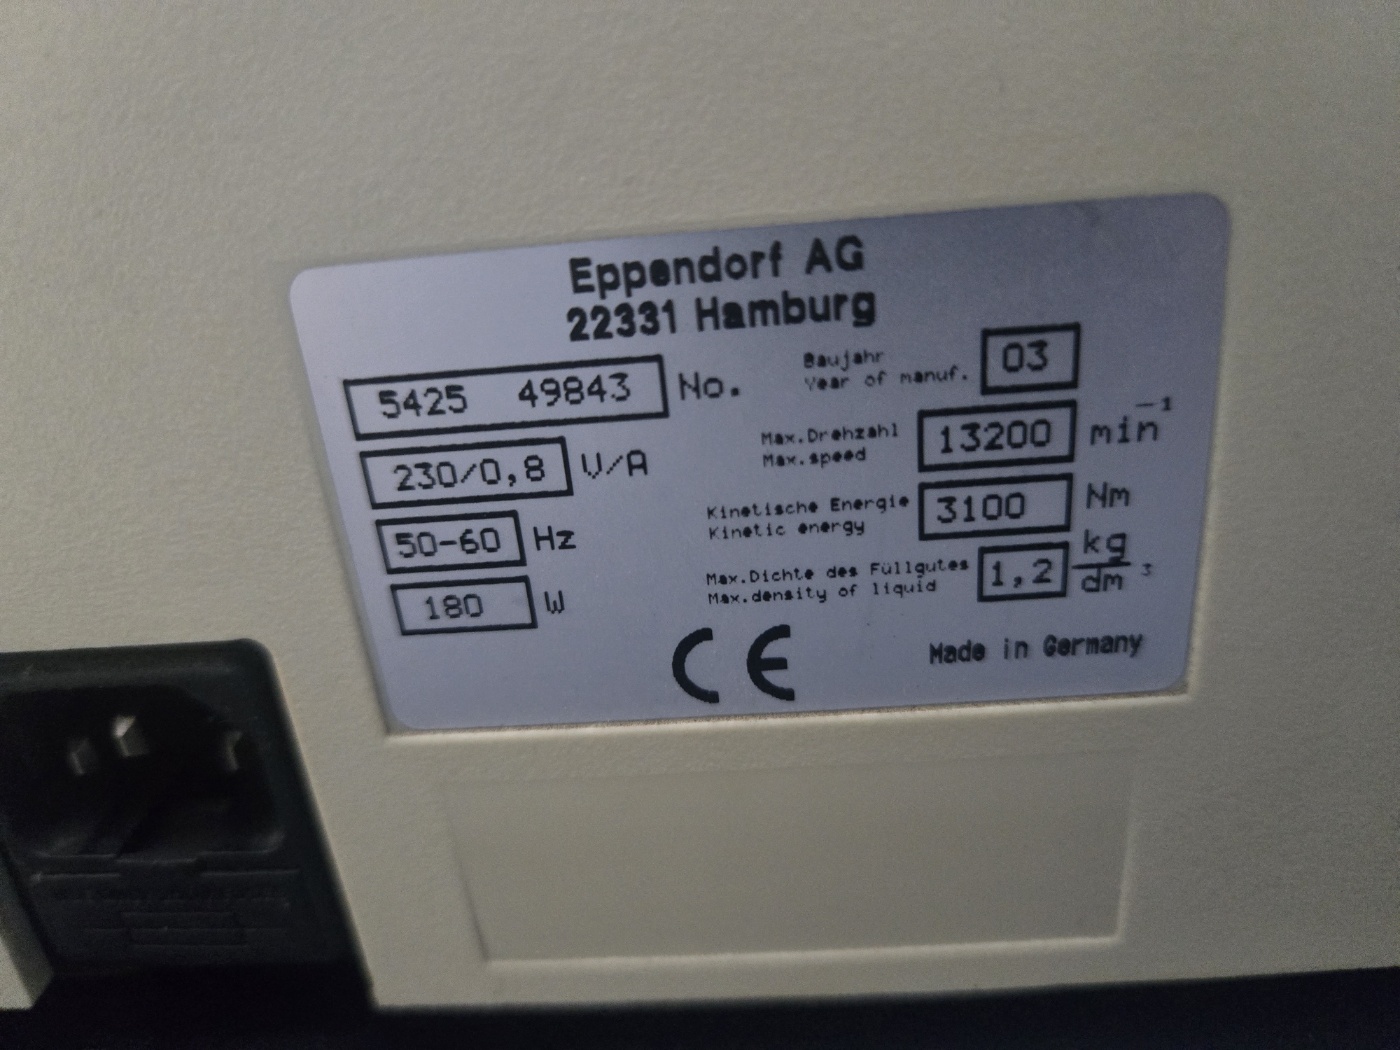 Eppendorf AG
22331 Hamburg
5425 49843 No.
Baujahr
Year of manuf. 03
230/0,8 V/A
Max.Drehzahl
Max.speed 13200 min⁻¹
50-60 Hz
Kinetische Energie
Kinetic energy 3100 Nm
180 W
Max.Dichte des Füllgutes
Max.density of liquid 1,2 kg/dm³
CE
Made in Germany